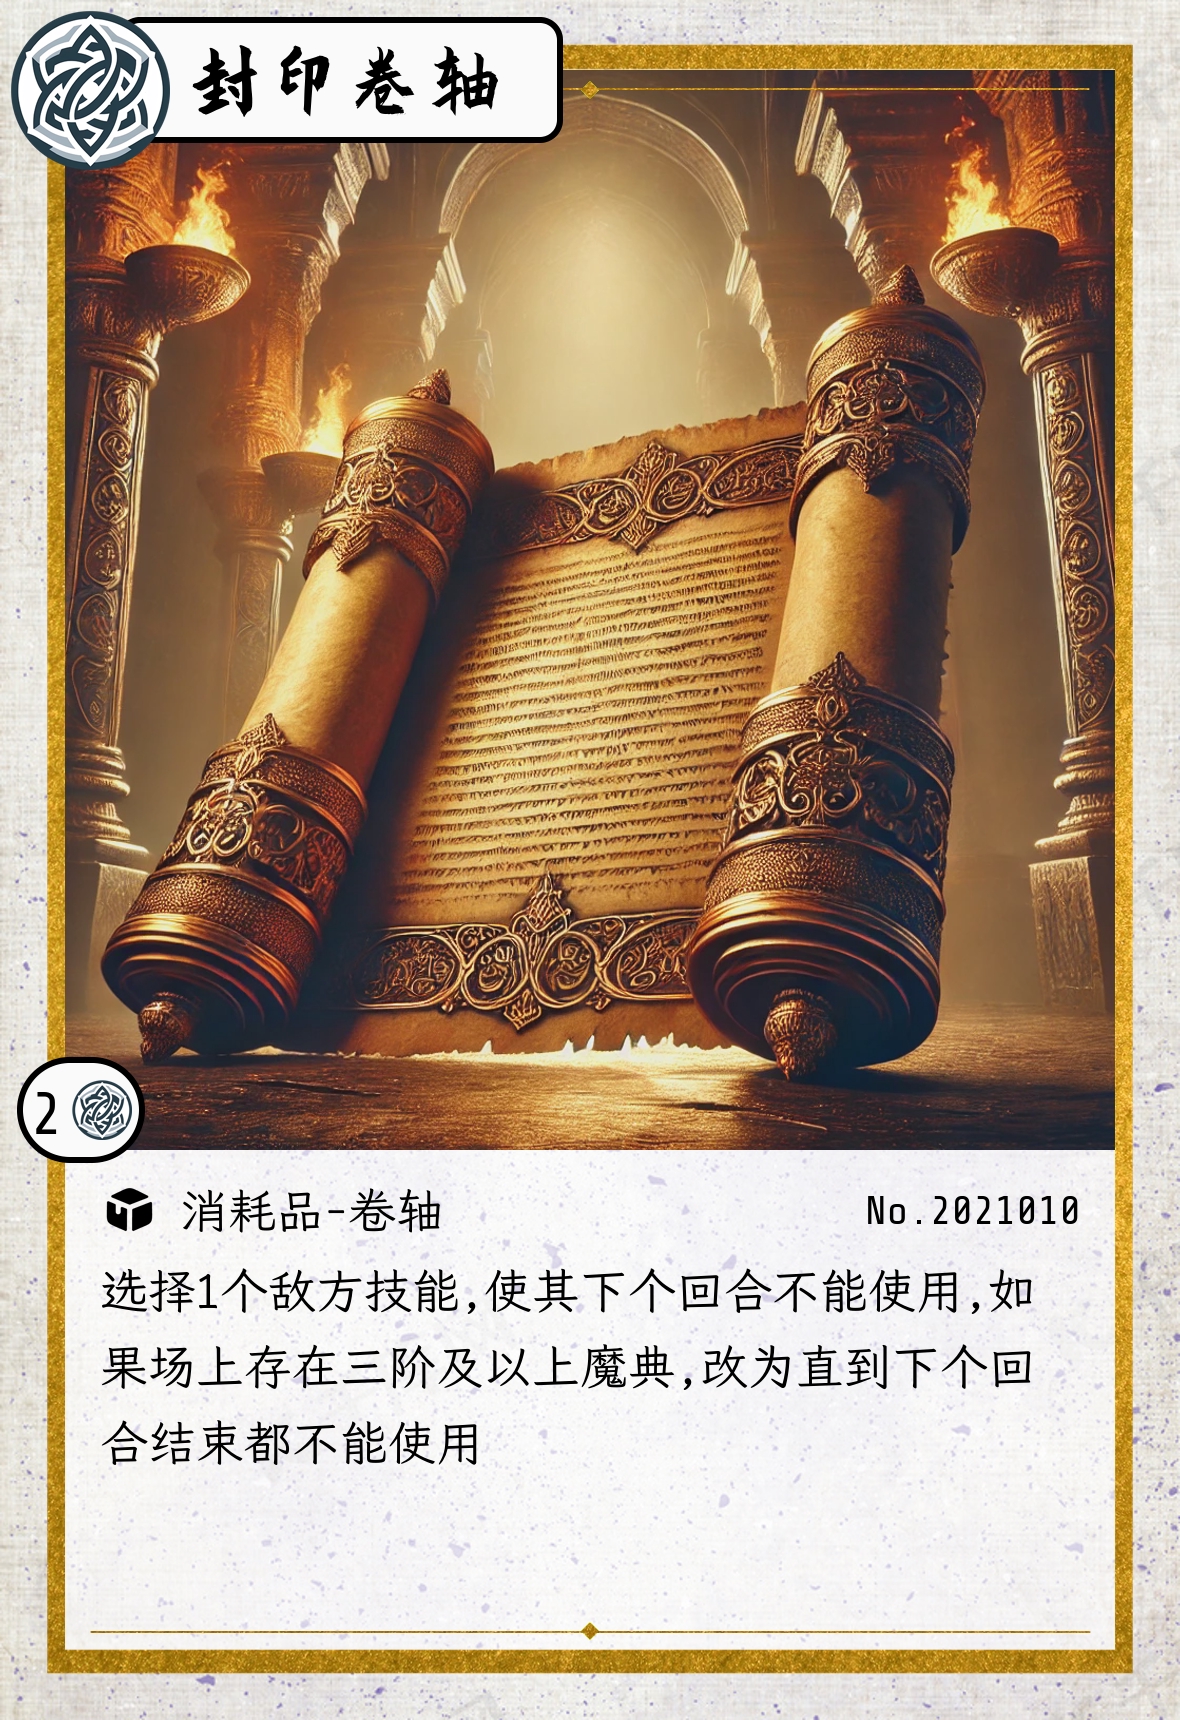 封印卷轴
2
消耗品-卷轴
No.2021010
选择1个敌方技能,使其下个回合不能使用,如
果场上存在三阶及以上魔典,改为直到下个回
合结束都不能使用